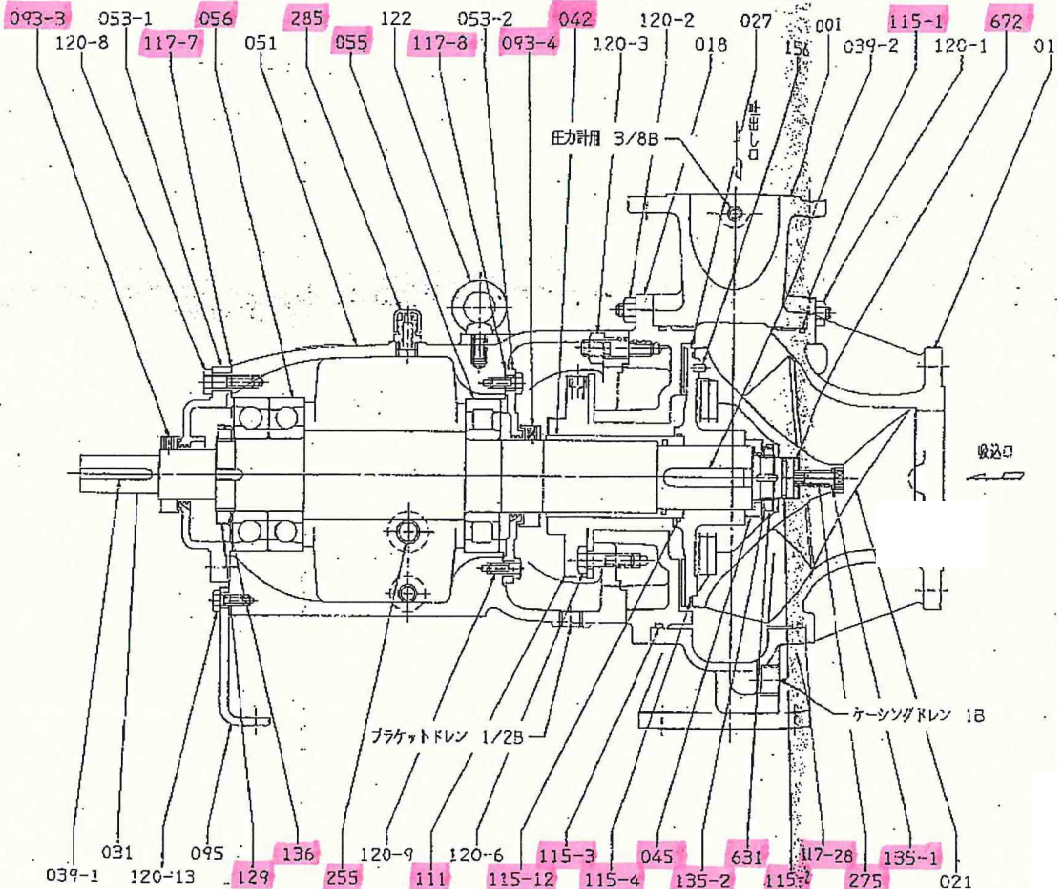 093-3 053-1 056 285 122 053-2 042 120-2 027 001 115-1 672
120-8 117-7 051 055 117-8 093-4 120-3 018 039-2 120-1 01
圧力計用 3/8B
吸込口
ブラケットドレン 1/2B
ケーシングドレン 1B
031 095 136 120-9 120-6 115-3 045 631 117-28 135-1
039-1 120-13 129 255 111 115-12 115-4 135-2 275 021